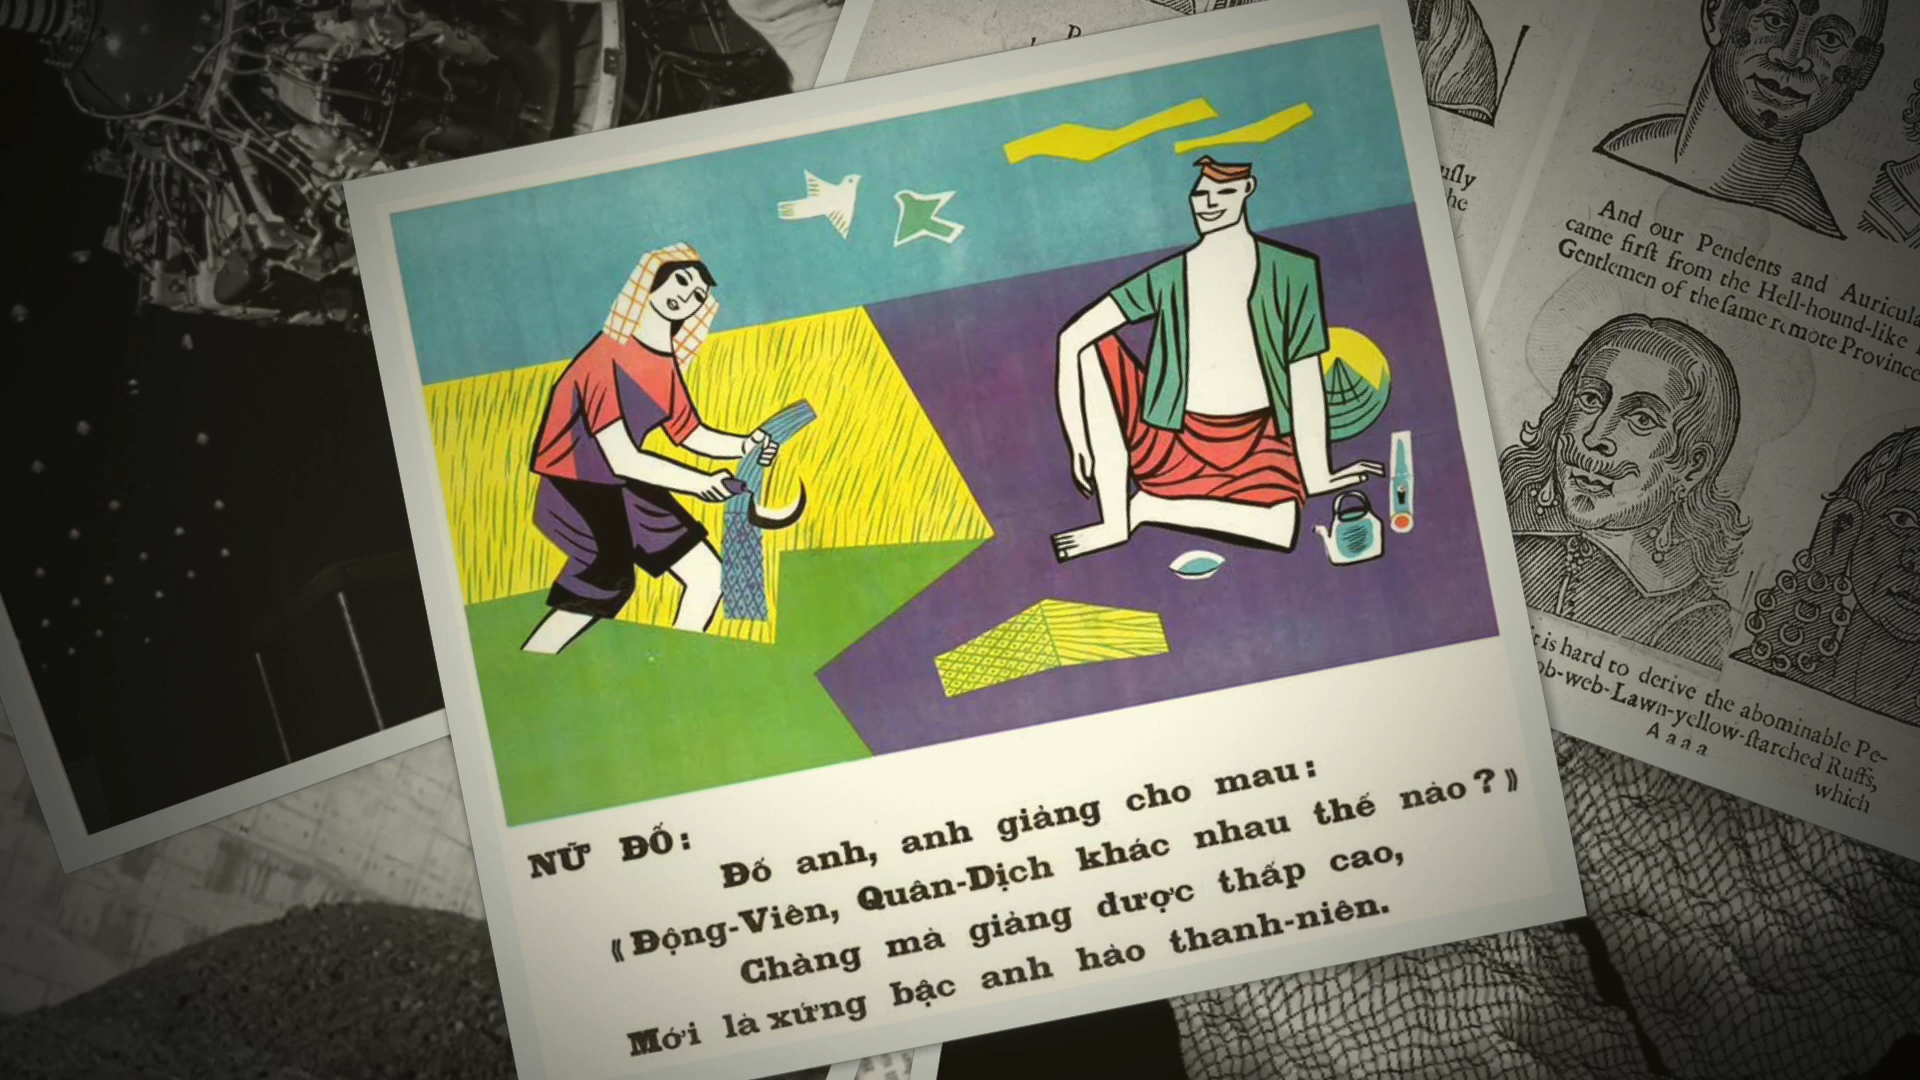 NỮ ĐỐ:
Đố anh, anh giảng cho mau:
« Động-Viên, Quân-Dịch khác nhau thế nào ? »
Chàng mà giảng được thấp cao,
Mới là xứng bậc anh hào thanh-niên.
And our Pendents and Auricula
came firſt from the Hell-hound-like
Gentlemen of the ſame remote Province
is hard to derive the abominable Pe-
ob-web-Lawn-yellow-ſtarched Ruffs,
A a a a
which